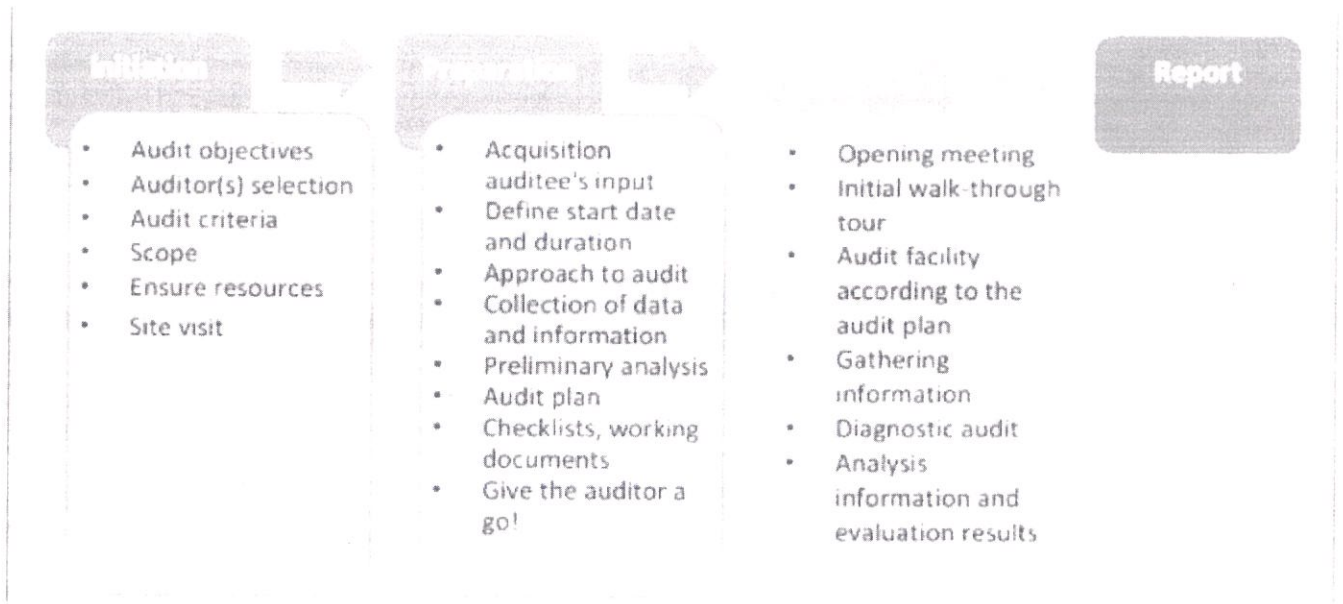 Initiation
• Audit objectives
• Auditor(s) selection
• Audit criteria
• Scope
• Ensure resources
• Site visit
Preparation
• Acquisition
auditee's input
• Define start date
and duration
• Approach to audit
• Collection of data
and information
• Preliminary analysis
• Audit plan
• Checklists, working
documents
• Give the auditor a
go!
• Opening meeting
• Initial walk-through
tour
• Audit facility
according to the
audit plan
• Gathering
information
• Diagnostic audit
• Analysis
information and
evaluation results
Report